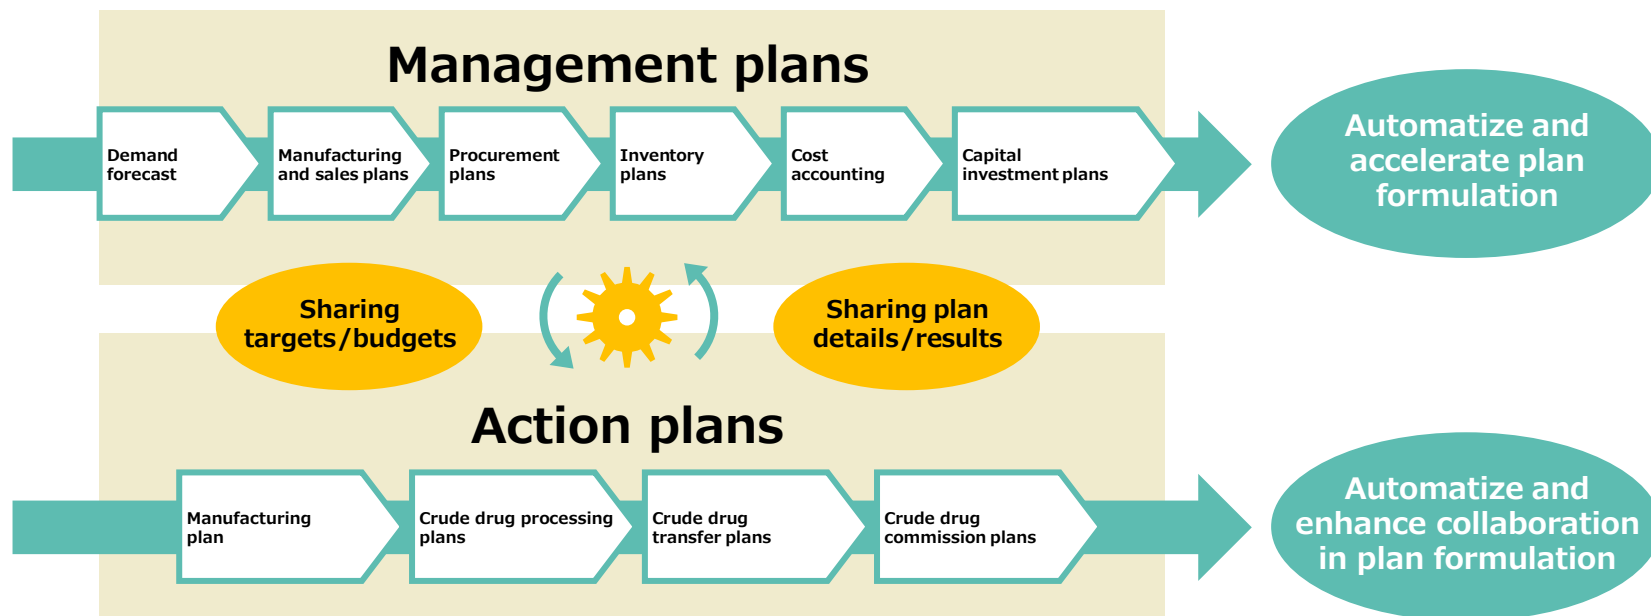 Management plans
Demand
forecast
Manufacturing
and sales plans
Procurement
plans
Inventory
plans
Cost
accounting
Capital
investment plans
Automatize and
accelerate plan
formulation
Sharing
targets/budgets
Sharing plan
details/results
Action plans
Manufacturing
plan
Crude drug processing
plans
Crude drug
transfer plans
Crude drug
commission plans
Automatize and
enhance collaboration
in plan formulation